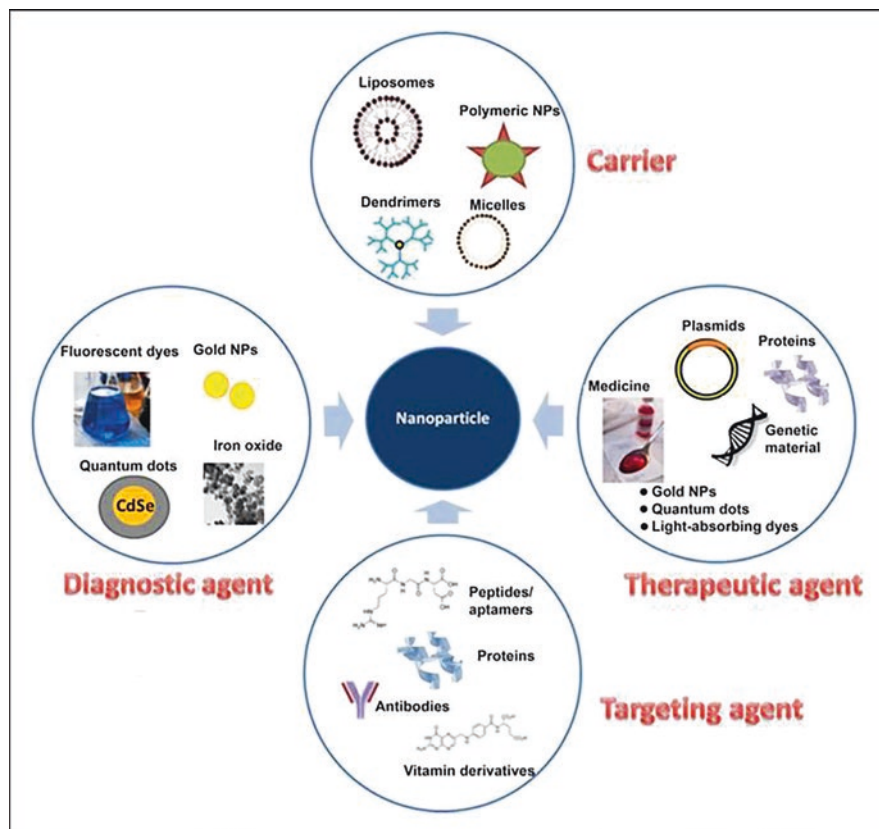 Liposomes
Polymeric NPs
Dendrimers
Micelles
Carrier
Fluorescent dyes
Gold NPs
Quantum dots
Iron oxide
CdSe
Diagnostic agent
Nanoparticle
Plasmids
Proteins
Medicine
Genetic
material
● Gold NPs
● Quantum dots
● Light-absorbing dyes
Therapeutic agent
Peptides/
aptamers
Proteins
Antibodies
Vitamin derivatives
Targeting agent